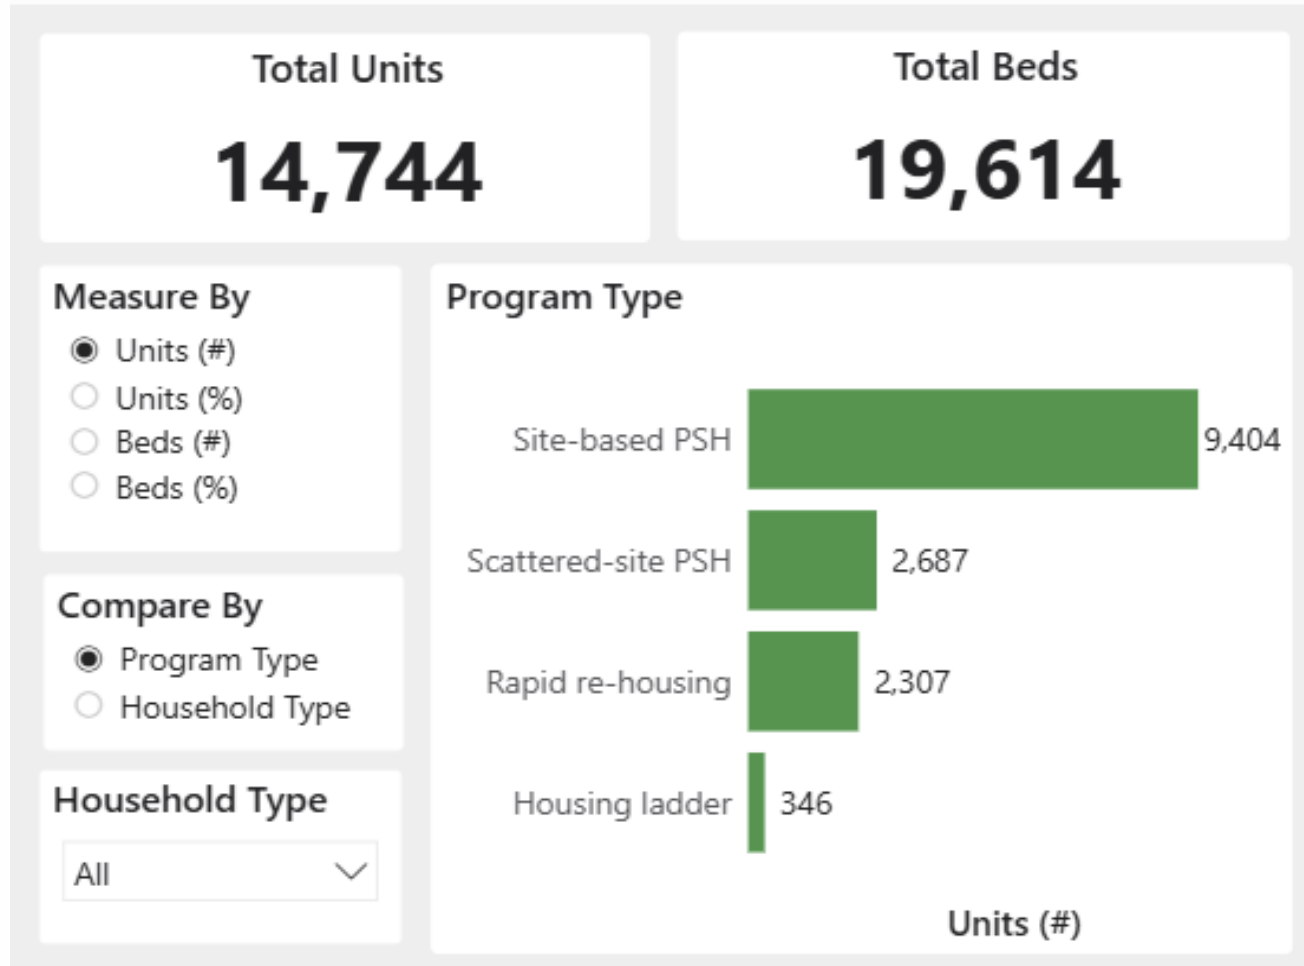 Total Units
14,744
Total Beds
19,614
Measure By
Units (#)
Units (%)
Beds (#)
Beds (%)
Compare By
Program Type
Household Type
Household Type
All
Program Type
Site-based PSH 9,404
Scattered-site PSH 2,687
Rapid re-housing 2,307
Housing ladder 346
Units (#)